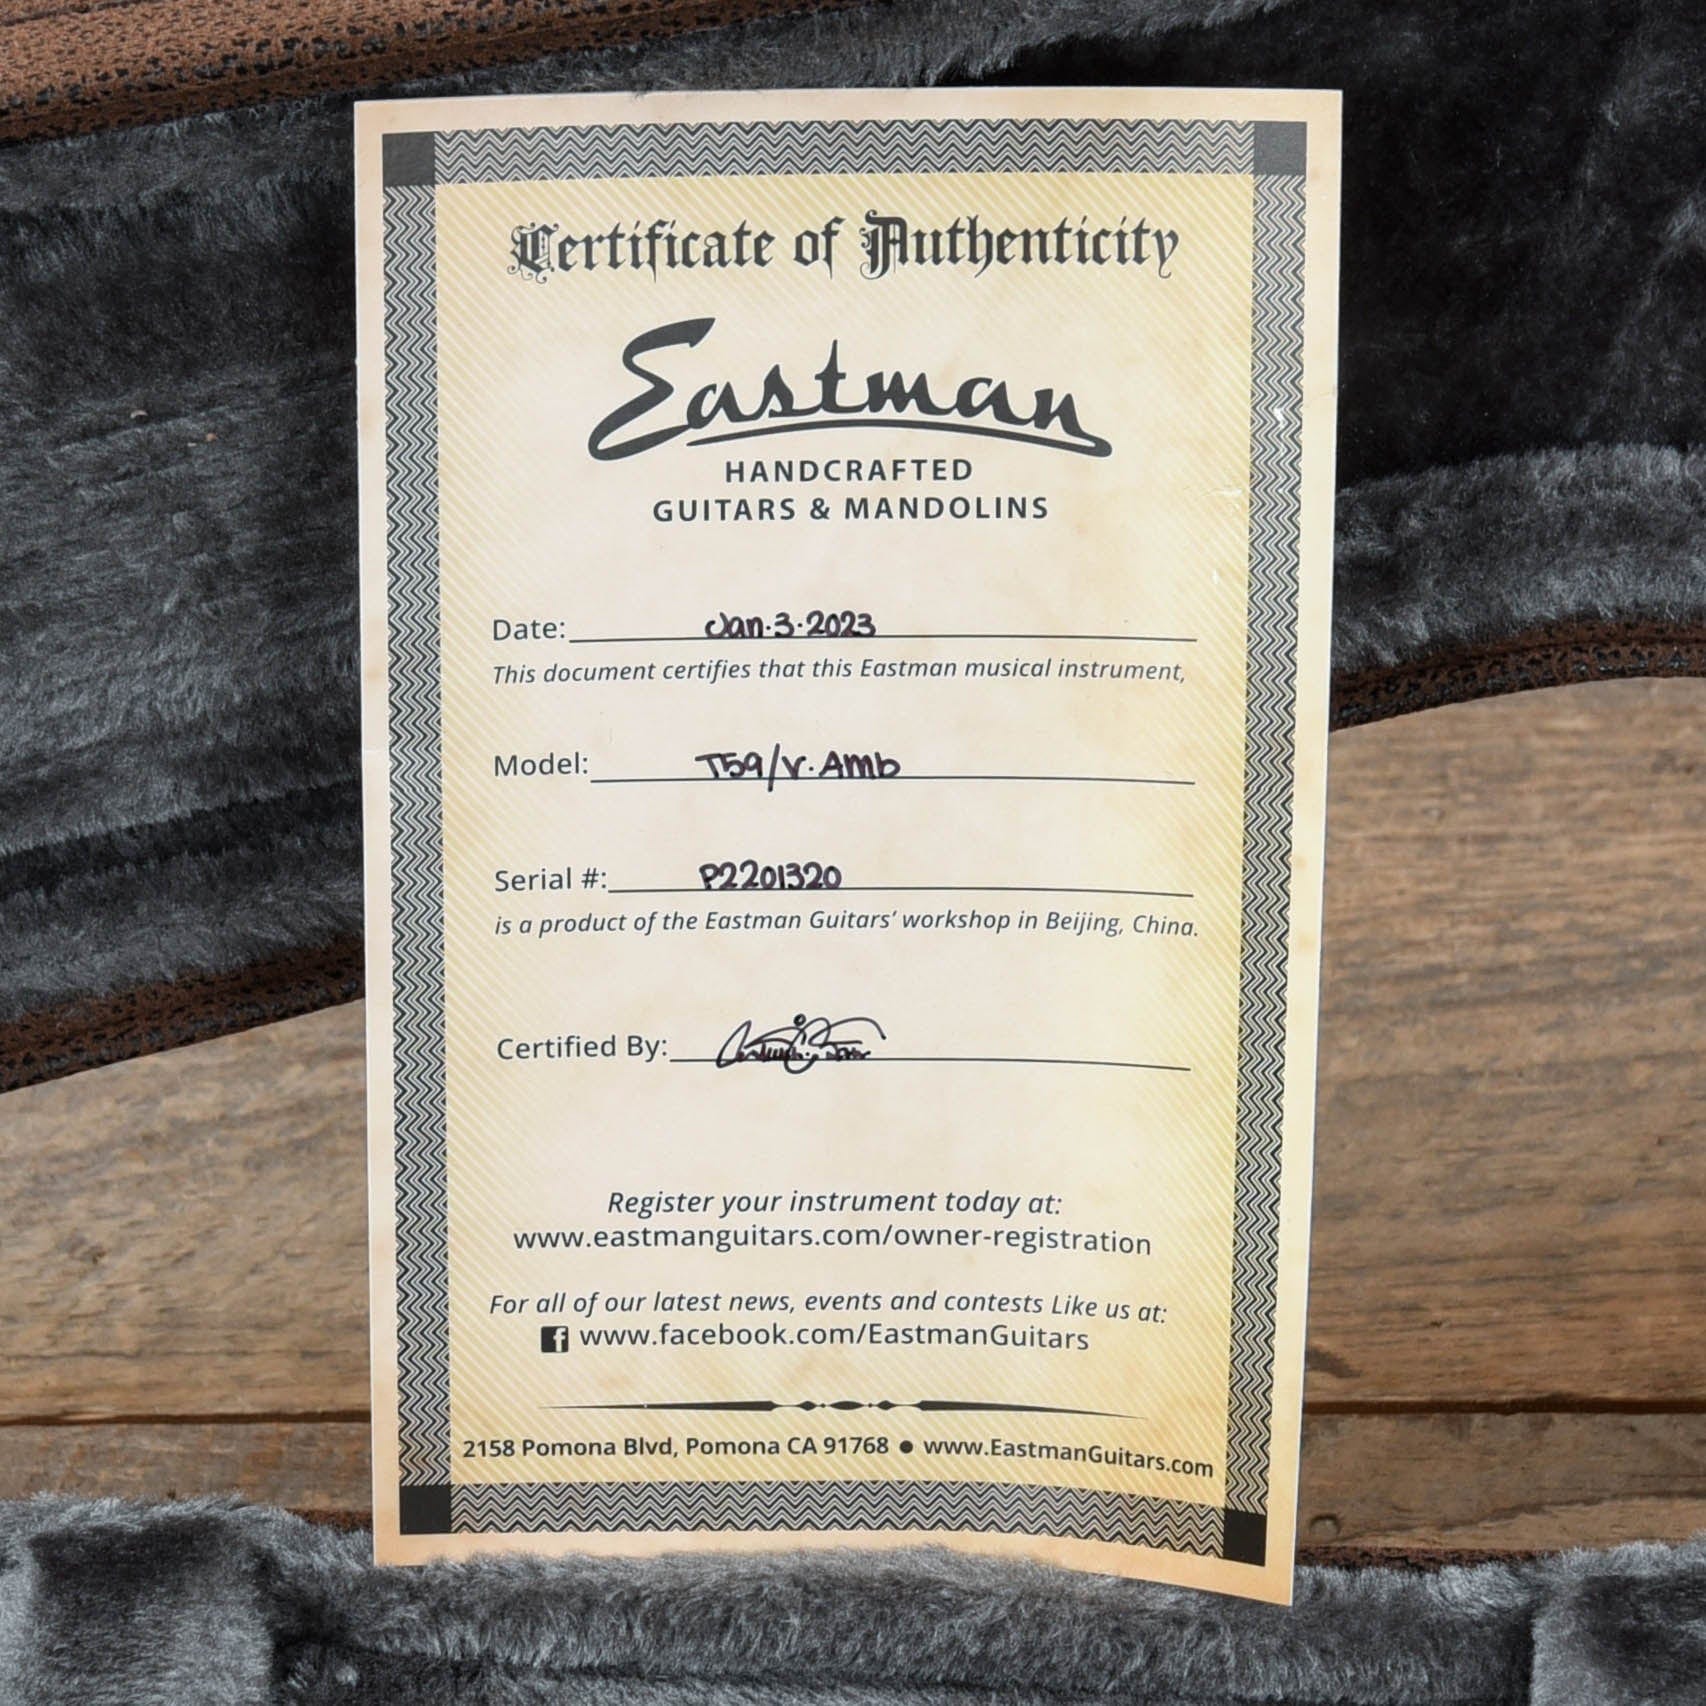 Certificate of Authenticity
Eastman
HANDCRAFTED
GUITARS & MANDOLINS
Date: Jan.3.2023
This document certifies that this Eastman musical instrument,
Model: T59/v.Amb
Serial #: P2201320
is a product of the Eastman Guitars' workshop in Beijing, China.
Certified By:
Register your instrument today at:
www.eastmanguitars.com/owner-registration
For all of our latest news, events and contests Like us at:
f www.facebook.com/EastmanGuitars
2158 Pomona Blvd, Pomona CA 91768 • www.EastmanGuitars.com